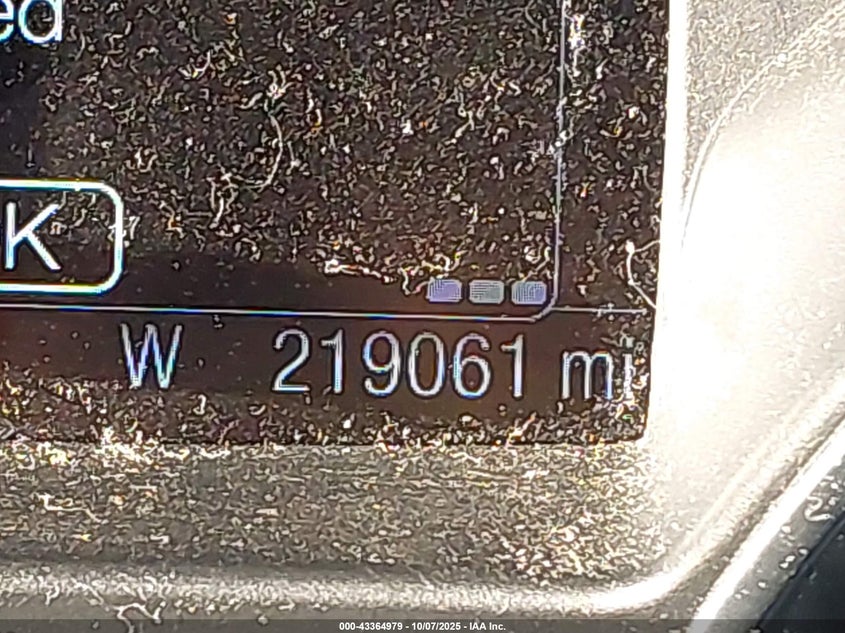 ed
K
W 219061 mi
000-43364979 - 10/07/2025 - IAA Inc.